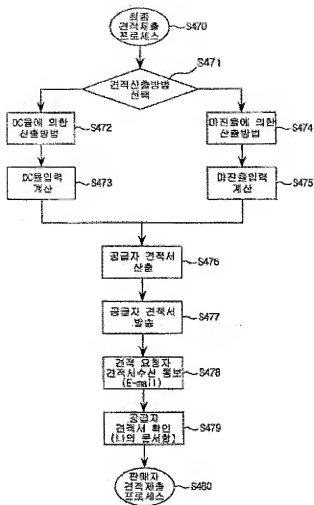 최종
견적제출
프로세스
S470
견적산출방법
선택
S471
DC율에 의한
산출방법
S472
마진율에 의한
산출방법
S474
DC율입력
계산
S473
마진율입력
계산
S475
공급자 견적서
산출
S476
공급자 견적서
발송
S477
견적 요청자
견적서수신 통보
(E-mail)
S478
공급자
견적서 확인
(나의 문서함)
S479
판매자
견적제출
프로세스
S480